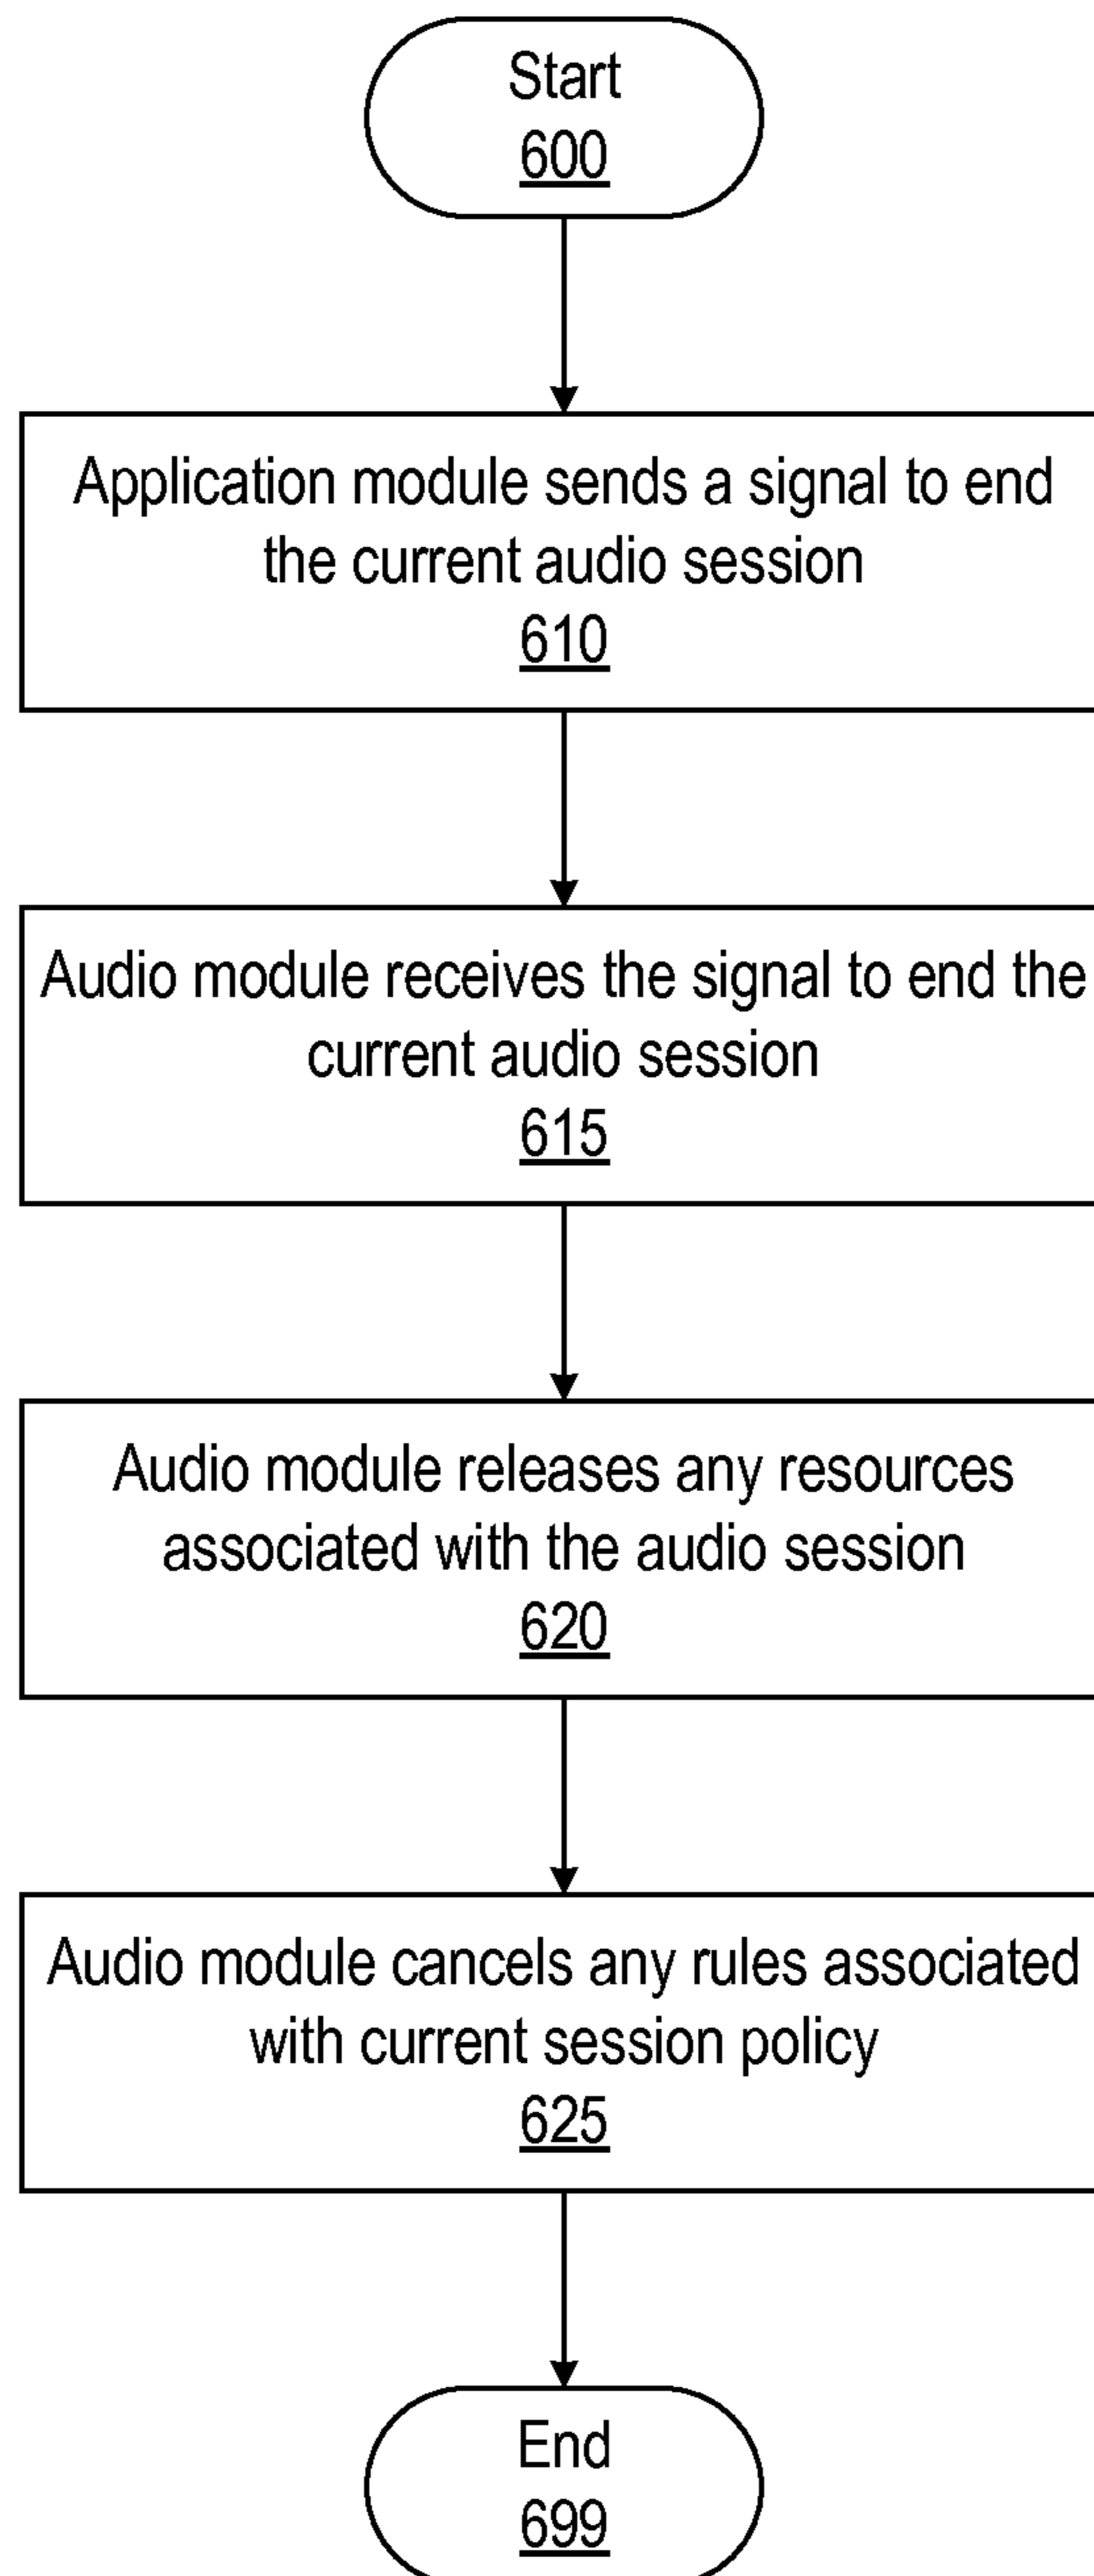 Start
600
Application module sends a signal to end
the current audio session
610
Audio module receives the signal to end the
current audio session
615
Audio module releases any resources
associated with the audio session
620
Audio module cancels any rules associated
with current session policy
625
End
699